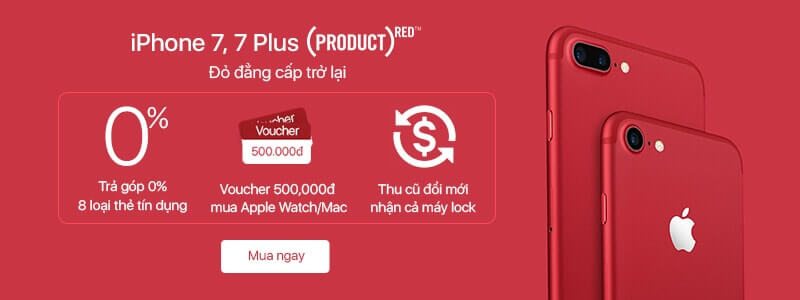 iPhone 7, 7 Plus (PRODUCT)RED™
Đỏ đẳng cấp trở lại
0%
Trả góp 0%
8 loại thẻ tín dụng
Voucher
Voucher
500.000đ
Voucher 500,000đ
mua Apple Watch/Mac
$
Thu cũ đổi mới
nhận cả máy lock
Mua ngay